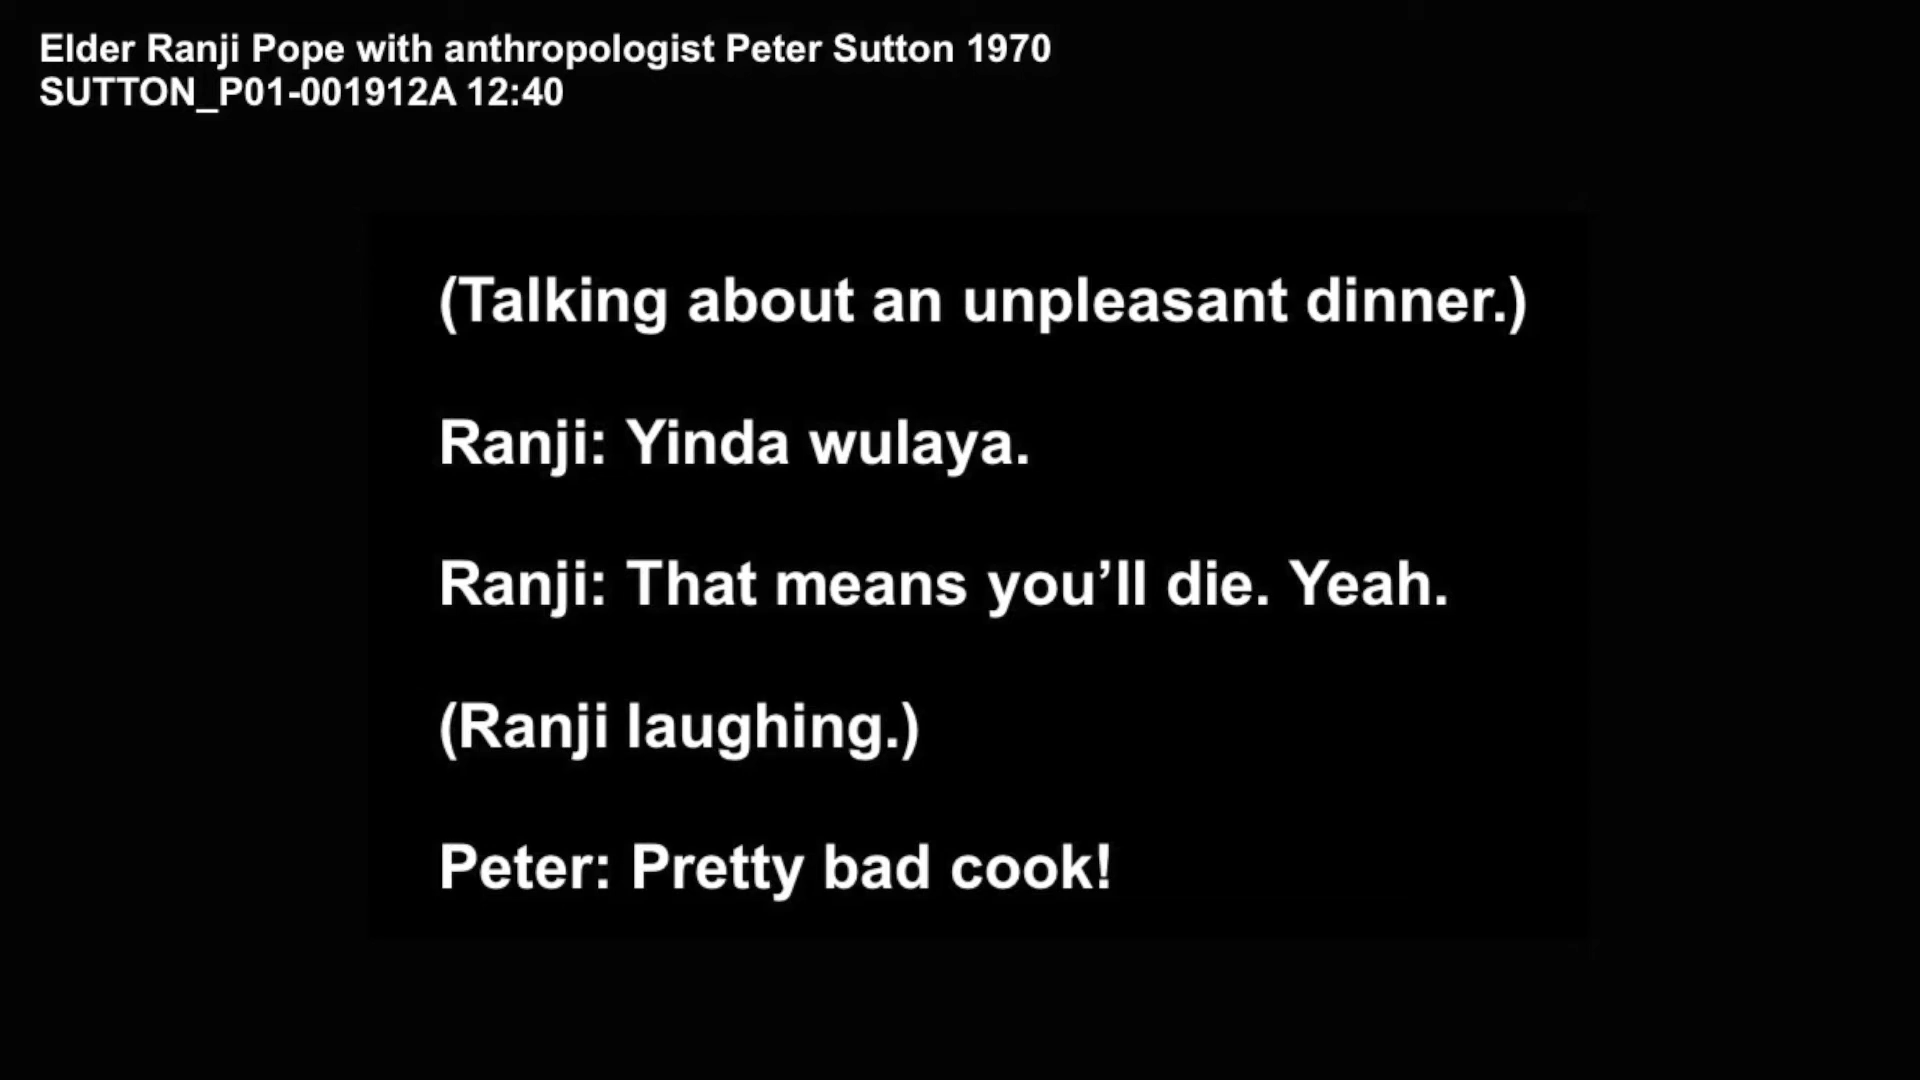 Elder Ranji Pope with anthropologist Peter Sutton 1970
SUTTON_P01-001912A 12:40
(Talking about an unpleasant dinner.)
Ranji: Yinda wulaya.
Ranji: That means you’ll die. Yeah.
(Ranji laughing.)
Peter: Pretty bad cook!